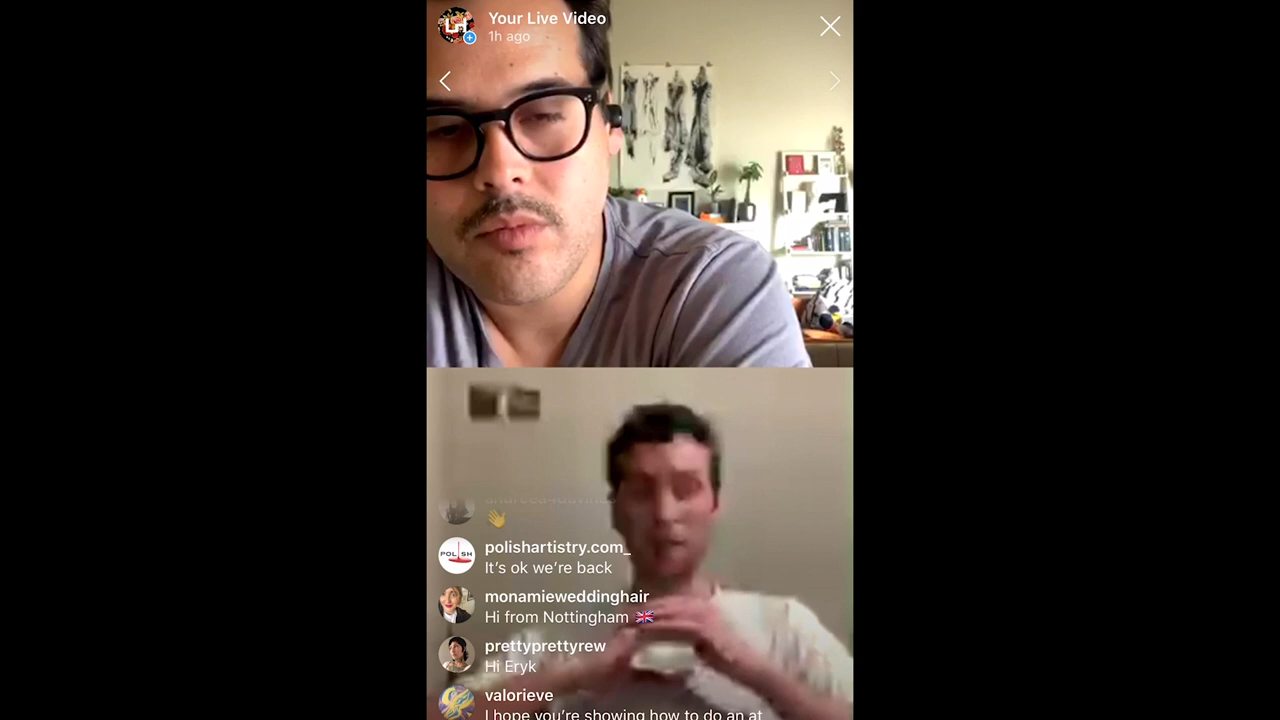 Your Live Video
1h ago
polishartistry.com_
It's ok we're back
monamieweddinghair
Hi from Nottingham 🇬🇧
prettyprettyrew
Hi Eryk
valorieve
I hope you're showing how to do an at
POLISH